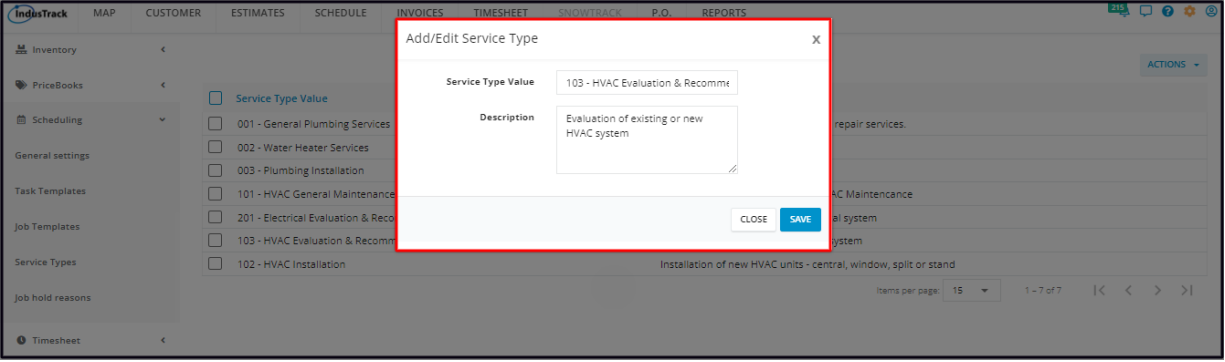 IndusTrack MAP CUSTOMER ESTIMATES SCHEDULE INVOICES TIMESHEET SNOWTRACK P.O. REPORTS 215
Add/Edit Service Type x
Inventory
ACTIONS
Service Type Value 103 - HVAC Evaluation & Recomme
PriceBooks
Service Type Value
Description Evaluation of existing or new
HVAC system
Scheduling
001 - General Plumbing Services repair services.
002 - Water Heater Services
General settings
003 - Plumbing Installation
Task Templates
101 - HVAC General Maintenance AC Maintencance
201 - Electrical Evaluation & Reco al system
CLOSE SAVE
Job Templates
103 - HVAC Evaluation & Recomm system
Service Types
102 - HVAC Installation Installation of new HVAC units - central, window, split or stand
Items per page: 15 1 – 7 of 7
Job hold reasons
Timesheet